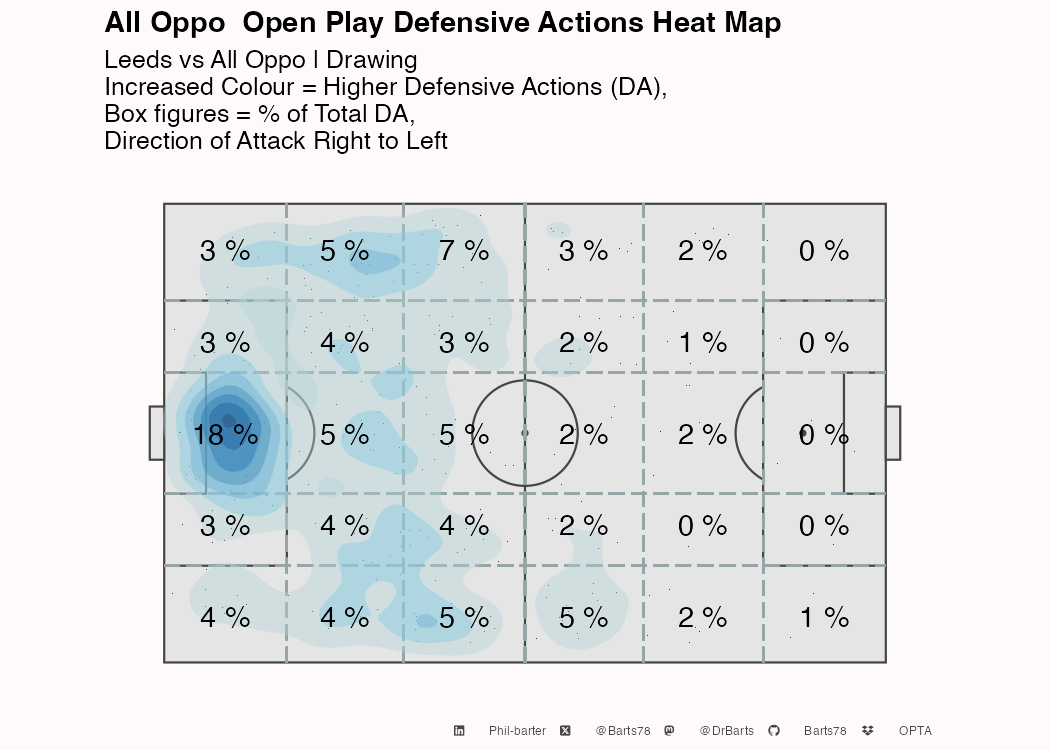 All Oppo  Open Play Defensive Actions Heat Map
Leeds vs All Oppo | Drawing
Increased Colour = Higher Defensive Actions (DA),
Box figures = % of Total DA,
Direction of Attack Right to Left
3 % 5 % 7 % 3 % 2 % 0 %
3 % 4 % 3 % 2 % 1 % 0 %
18 % 5 % 5 % 2 % 2 % 0 %
3 % 4 % 4 % 2 % 0 % 0 %
4 % 4 % 5 % 5 % 2 % 1 %
Phil-barter @Barts78 @DrBarts Barts78 OPTA